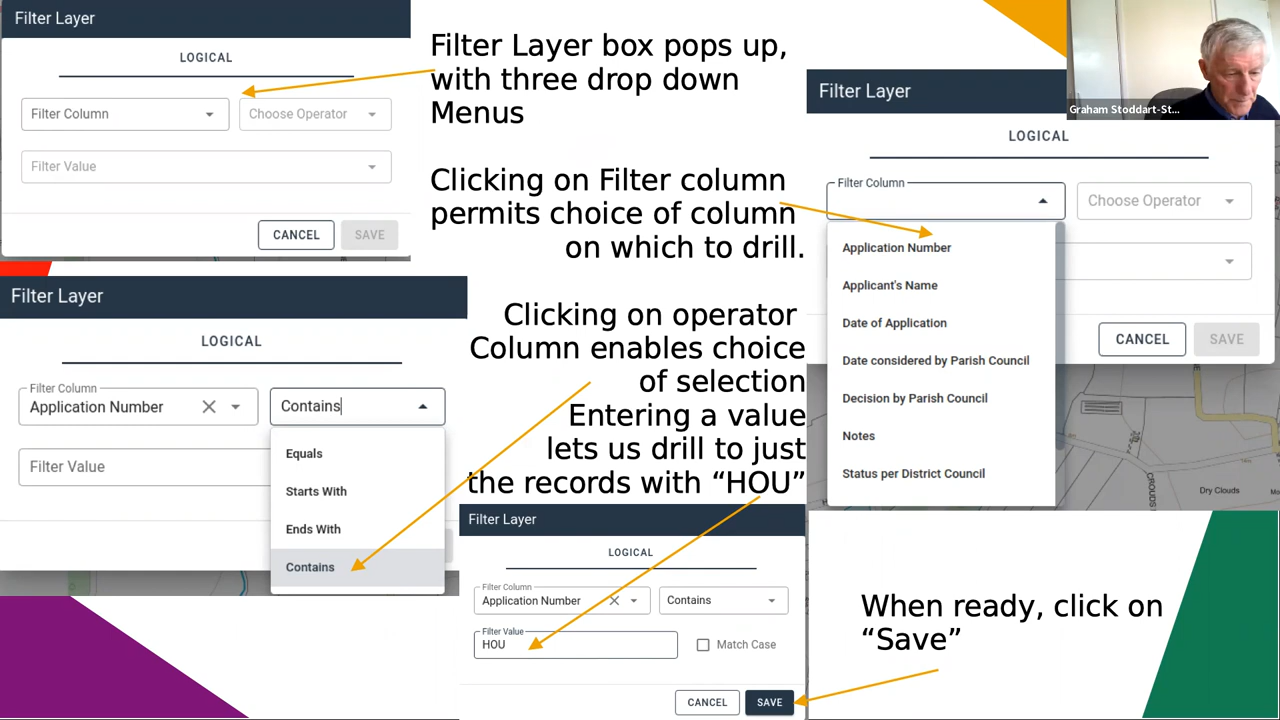 Filter Layer
LOGICAL
Filter Column
Choose Operator
Filter Value
CANCEL
SAVE
Filter Layer box pops up,
with three drop down
Menus
Clicking on Filter column
permits choice of column
on which to drill.
Clicking on operator
Column enables choice
of selection
Entering a value
lets us drill to just
the records with “HOU”
Graham Stoddart-St...
Filter Layer
LOGICAL
Filter Column
Choose Operator
Application Number
Applicant's Name
Date of Application
Date considered by Parish Council
Decision by Parish Council
Notes
Status per District Council
CANCEL
SAVE
CROUDS
Dry Clouds
Filter Layer
LOGICAL
Filter Column
Application Number
Contains
Filter Value
Equals
Starts With
Ends With
Contains
Filter Layer
LOGICAL
Filter Column
Application Number
Contains
Filter Value
HOU
Match Case
CANCEL
SAVE
When ready, click on
“Save”